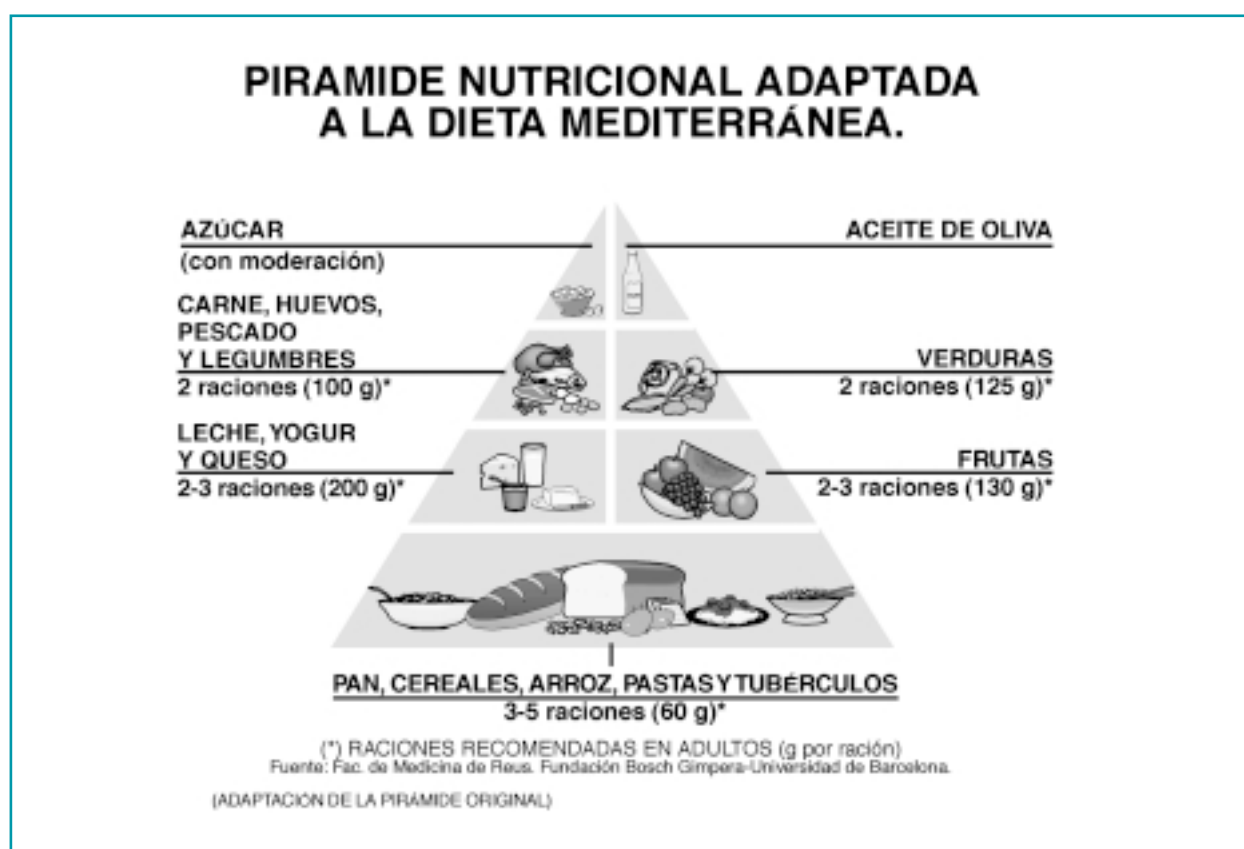 PIRAMIDE NUTRICIONAL ADAPTADA
A LA DIETA MEDITERRÁNEA.
AZÚCAR
(con moderación)
ACEITE DE OLIVA
CARNE, HUEVOS,
PESCADO
Y LEGUMBRES
2 raciones (100 g)*
VERDURAS
2 raciones (125 g)*
LECHE, YOGUR
Y QUESO
2-3 raciones (200 g)*
FRUTAS
2-3 raciones (130 g)*
PAN, CEREALES, ARROZ, PASTAS Y TUBÉRCULOS
3-5 raciones (60 g)*
(*) RACIONES RECOMENDADAS EN ADULTOS (g por ración)
Fuente: Fac. de Medicina de Reus. Fundación Bosch Gimpera-Universidad de Barcelona.
(ADAPTACIÓN DE LA PIRÁMIDE ORIGINAL)